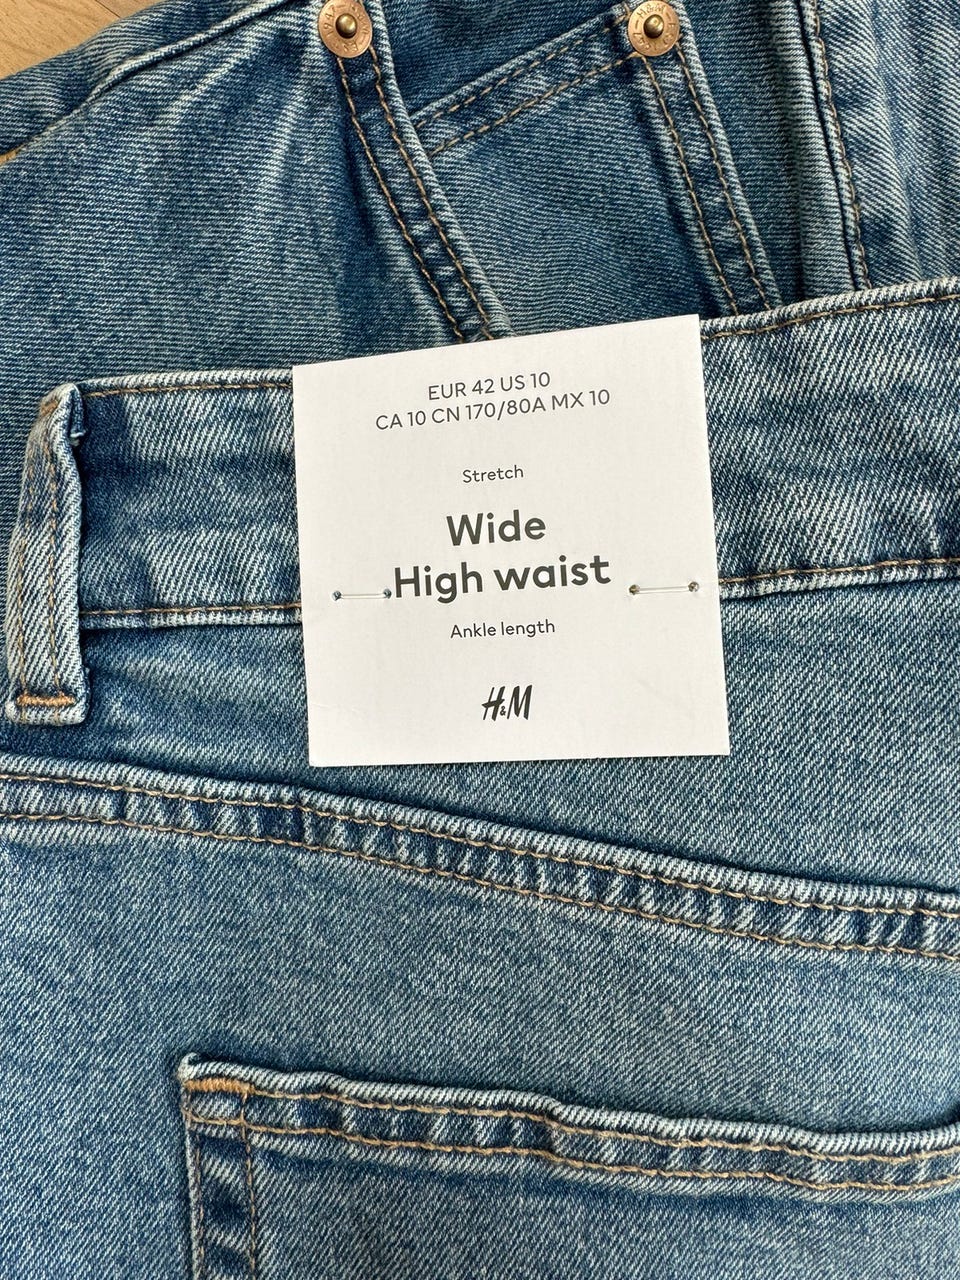 EUR 42 US 10
CA 10 CN 170/80A MX 10
Stretch
Wide
High waist
Ankle length
H&M